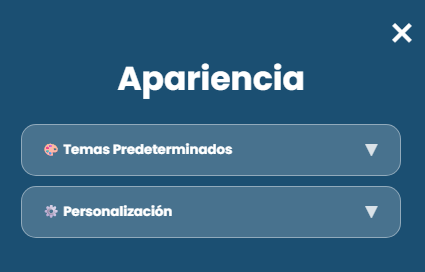 Apariencia
Temas Predeterminados
Personalización